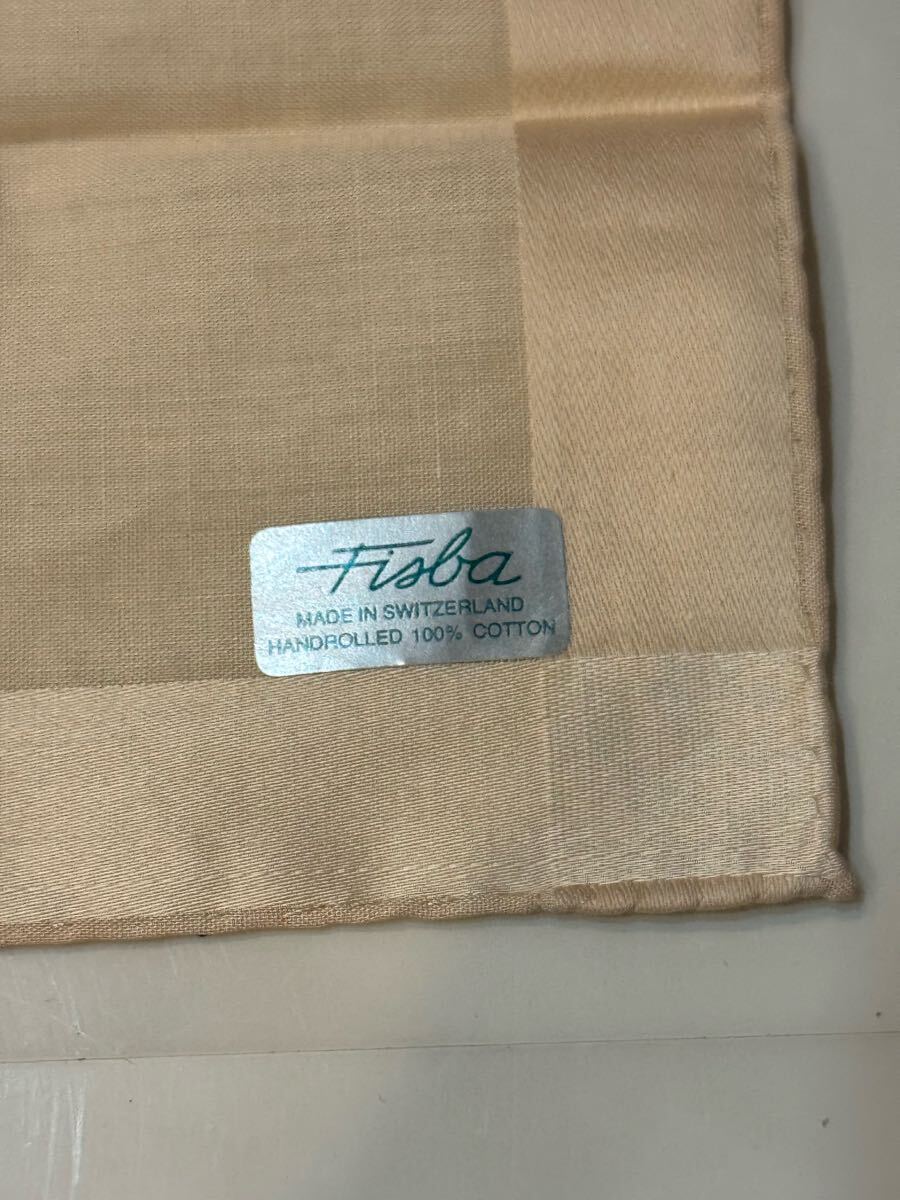 Fisba
MADE IN SWITZERLAND
HANDROLLED 100% COTTON